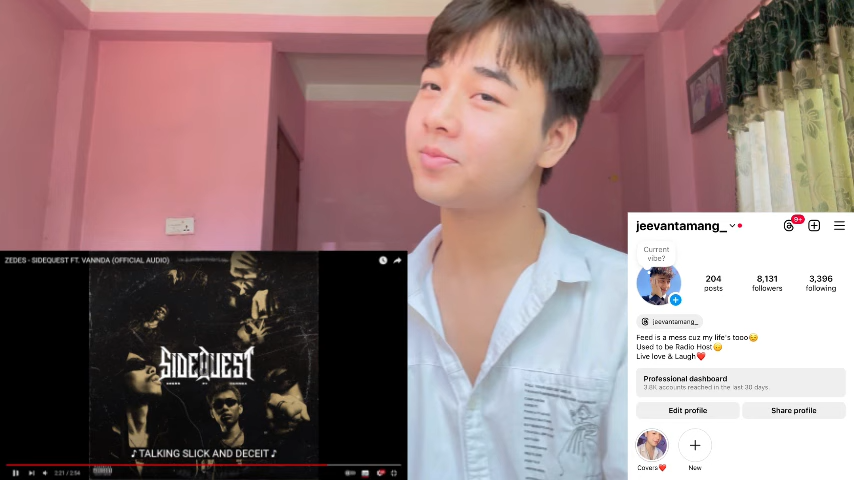 ZEDES - SIDEQUEST FT. VANNDA (OFFICIAL AUDIO)
SIDEQUEST
♪ TALKING SLICK AND DECEIT ♪
2:21 / 2:54
jeevantamang_
9+
Current
vibe?
204
posts
8,131
followers
3,396
following
jeevantamang_
Feed is a mess cuz my life's tooo😔
Used to be Radio Host😑
Live love & Laugh❤️
Professional dashboard
3.8K accounts reached in the last 30 days.
Edit profile
Share profile
Covers❤️
New